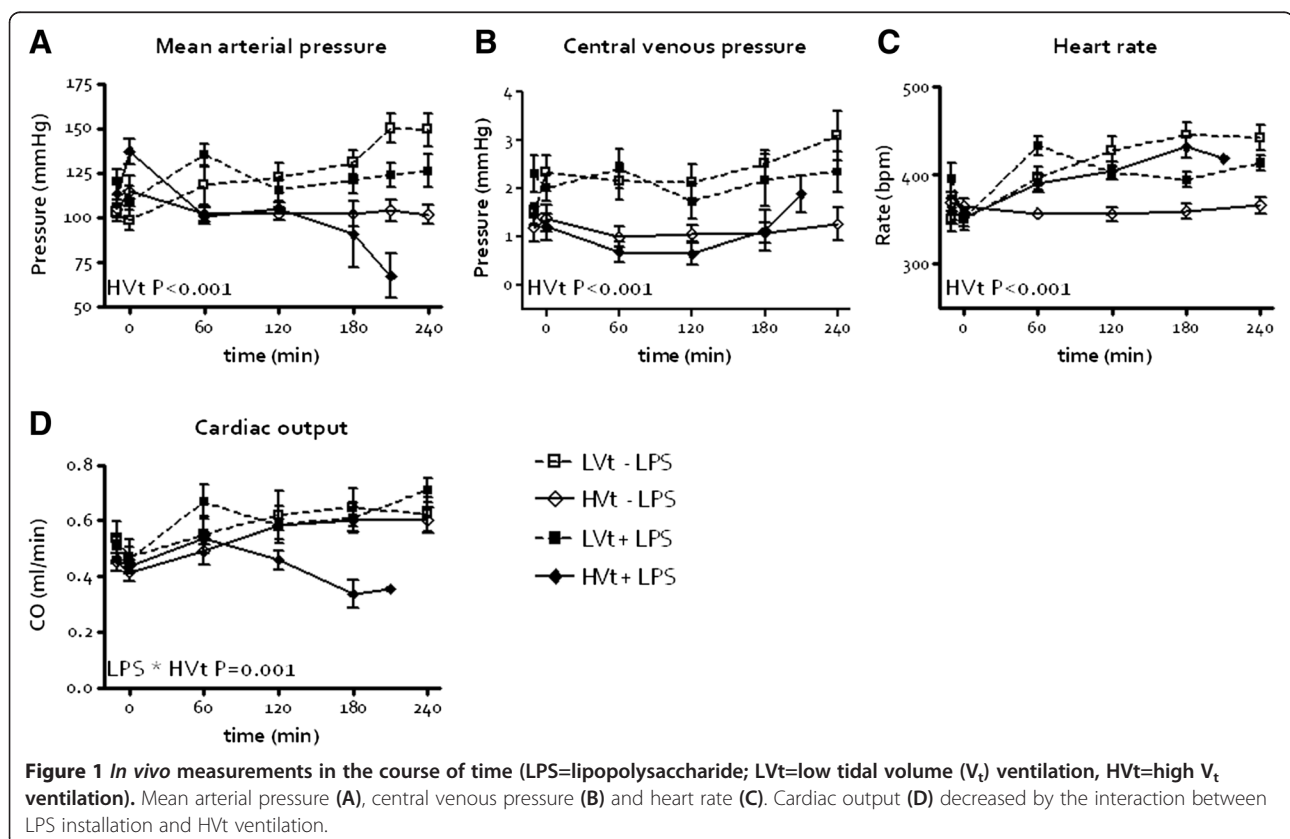 A Mean arterial pressure
Pressure (mmHg)
175
150
125
100
75
50
HVt P<0.001
0 60 120 180 240
time (min)
B Central venous pressure
Pressure (mmHg)
4
3
2
1
0
HVt P<0.001
0 60 120 180 240
time (min)
C Heart rate
Rate (bpm)
500
400
300
HVt P<0.001
0 60 120 180 240
time (min)
D Cardiac output
CO (ml/min)
0.8
0.6
0.4
0.2
0.0
LPS * HVt P=0.001
0 60 120 180 240
time (min)
LVt - LPS
HVt - LPS
LVt + LPS
HVt + LPS
Figure 1 In vivo measurements in the course of time (LPS=lipopolysaccharide; LVt=low tidal volume (Vt) ventilation, HVt=high Vt
ventilation). Mean arterial pressure (A), central venous pressure (B) and heart rate (C). Cardiac output (D) decreased by the interaction between
LPS installation and HVt ventilation.